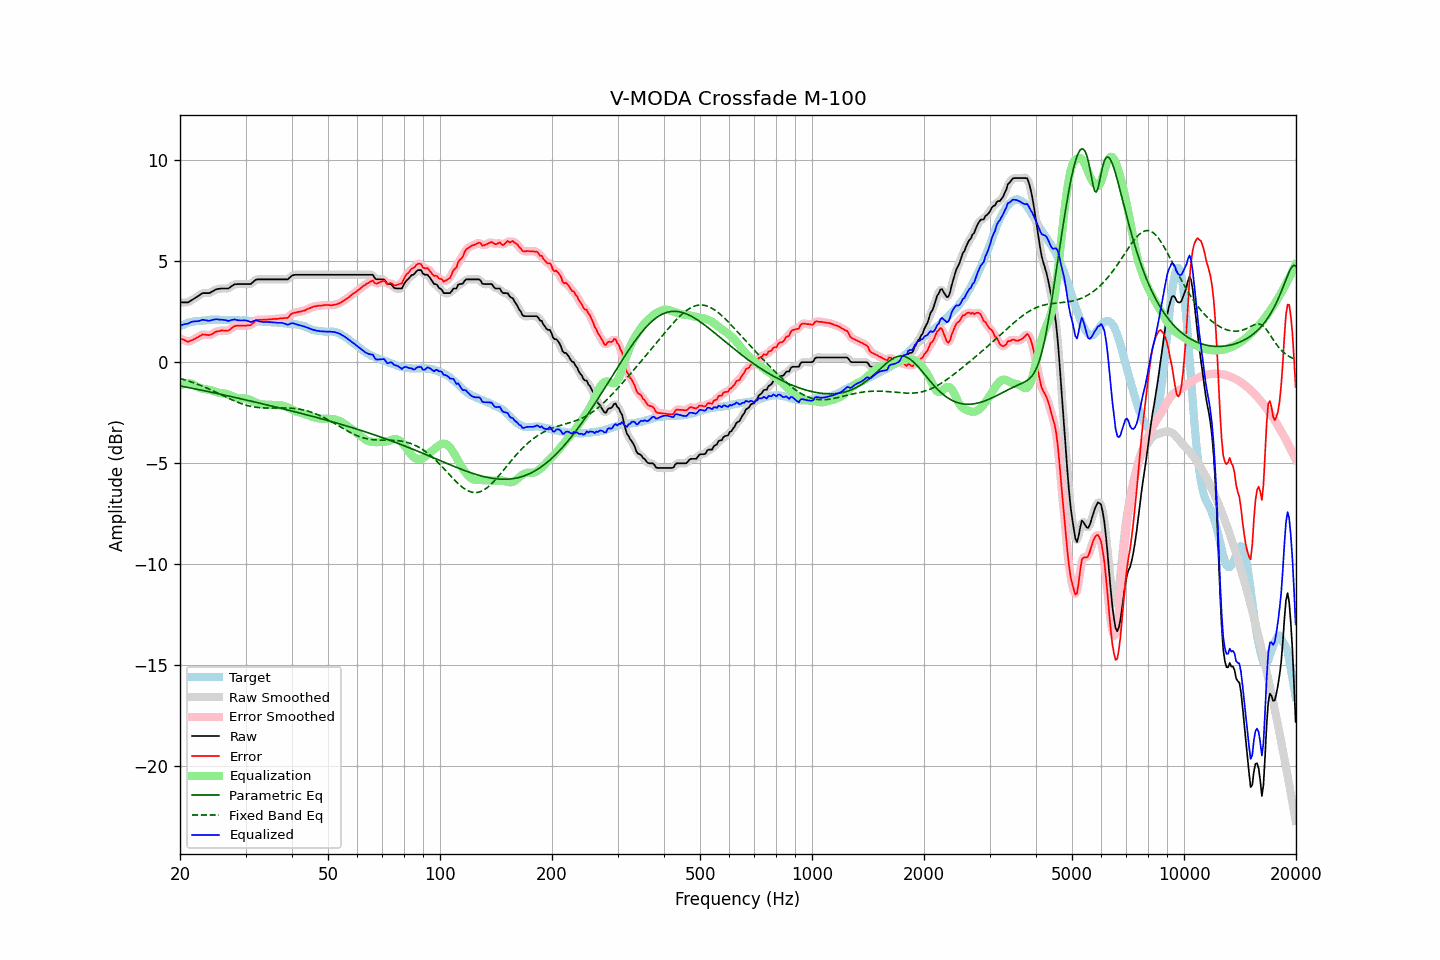 V-MODA Crossfade M-100
Amplitude (dBr)
10
5
0
−5
−10
−15
−20
Target
Raw Smoothed
Error Smoothed
Raw
Error
Equalization
Parametric Eq
Fixed Band Eq
Equalized
20 50 100 200 500 1000 2000 5000 10000 20000
Frequency (Hz)